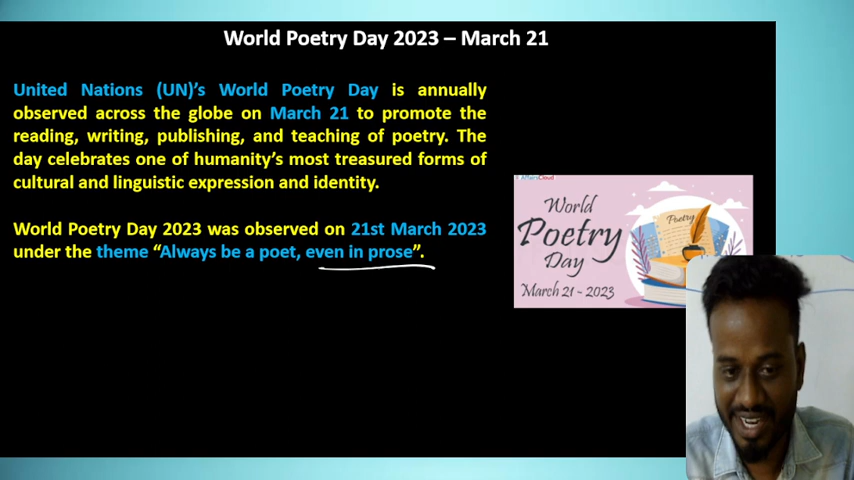 World Poetry Day 2023 – March 21
United Nations (UN)’s World Poetry Day is annually
observed across the globe on March 21 to promote the
reading, writing, publishing, and teaching of poetry. The
day celebrates one of humanity’s most treasured forms of
cultural and linguistic expression and identity.
World Poetry Day 2023 was observed on 21st March 2023
under the theme “Always be a poet, even in prose”.
AffairsCloud
World
Poetry
Day
March 21 - 2023
Poetry